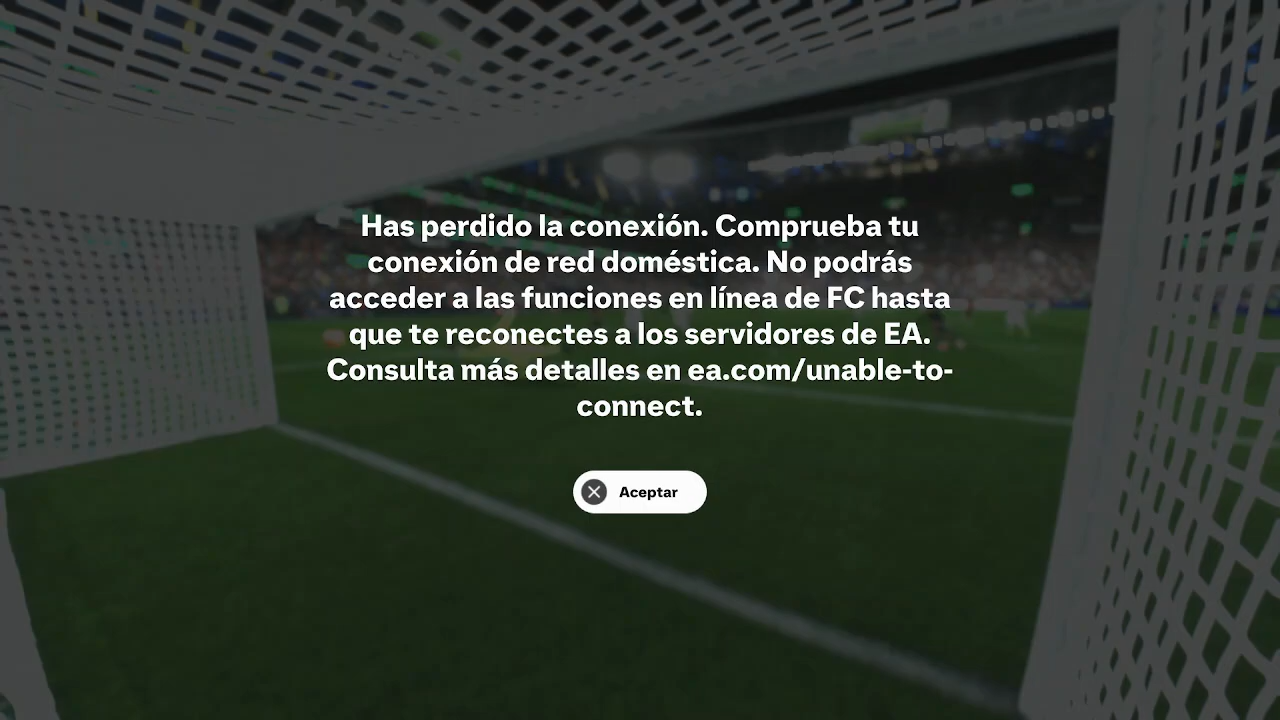 Has perdido la conexión. Comprueba tu
conexión de red doméstica. No podrás
acceder a las funciones en línea de FC hasta
que te reconectes a los servidores de EA.
Consulta más detalles en ea.com/unable-to-
connect.
Aceptar